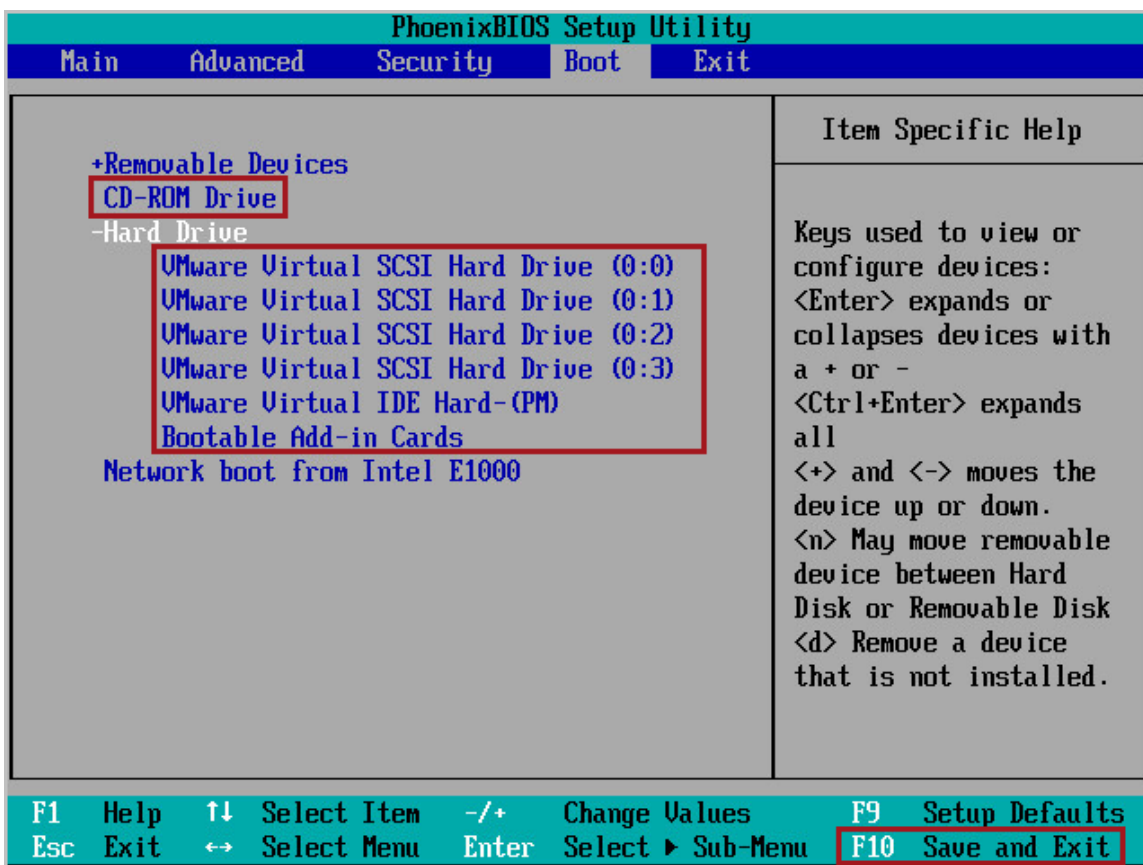 PhoenixBIOS Setup Utility
Main Advanced Security Boot Exit
+Removable Devices
CD-ROM Drive
-Hard Drive
VMware Virtual SCSI Hard Drive (0:0)
VMware Virtual SCSI Hard Drive (0:1)
VMware Virtual SCSI Hard Drive (0:2)
VMware Virtual SCSI Hard Drive (0:3)
VMware Virtual IDE Hard-(PM)
Bootable Add-in Cards
Network boot from Intel E1000
Item Specific Help
Keys used to view or
configure devices:
<Enter> expands or
collapses devices with
a + or -
<Ctrl+Enter> expands
all
<+> and <-> moves the
device up or down.
<n> May move removable
device between Hard
Disk or Removable Disk
<d> Remove a device
that is not installed.
F1 Help ↑↓ Select Item -/+ Change Values F9 Setup Defaults
Esc Exit ↔ Select Menu Enter Select ▶ Sub-Menu F10 Save and Exit